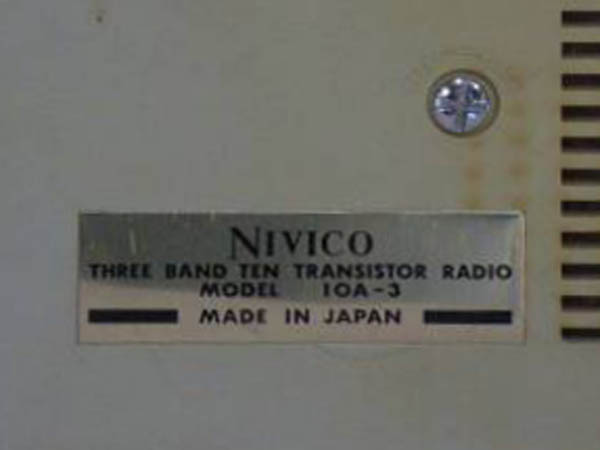 NIVICO
THREE BAND TEN TRANSISTOR RADIO
MODEL 10A-3
MADE IN JAPAN